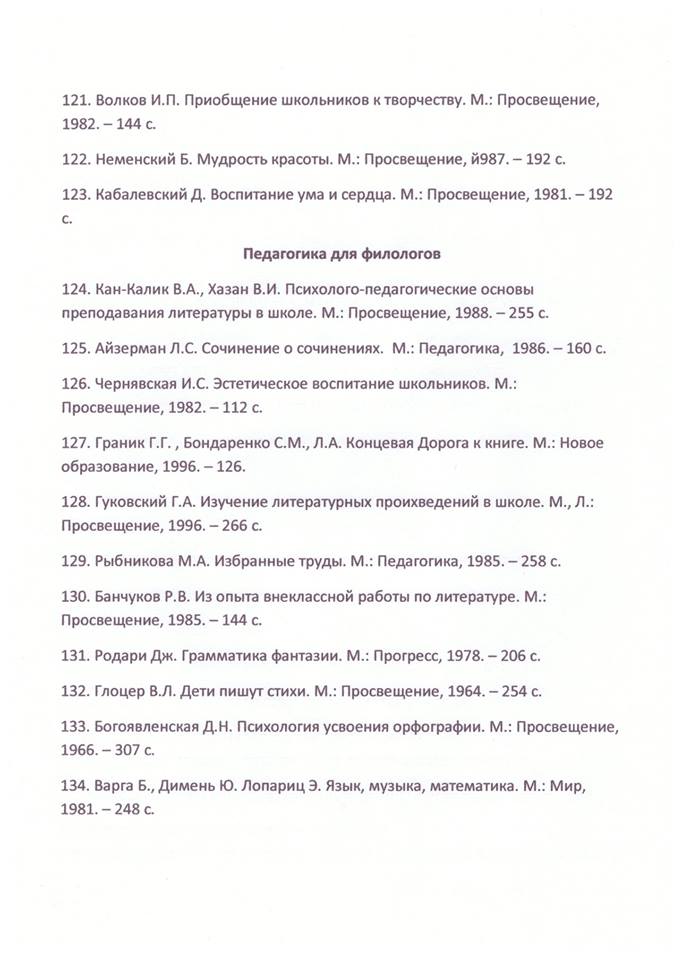 121. Волков И.П. Приобщение школьников к творчеству. М.: Просвещение,
1982. – 144 с.
122. Неменский Б. Мудрость красоты. М.: Просвещение, й987. – 192 с.
123. Кабалевский Д. Воспитание ума и сердца. М.: Просвещение, 1981. – 192
с.
Педагогика для филологов
124. Кан-Калик В.А., Хазан В.И. Психолого-педагогические основы
преподавания литературы в школе. М.: Просвещение, 1988. – 255 с.
125. Айзерман Л.С. Сочинение о сочинениях. М.: Педагогика, 1986. – 160 с.
126. Чернявская И.С. Эстетическое воспитание школьников. М.:
Просвещение, 1982. – 112 с.
127. Граник Г.Г. , Бондаренко С.М., Л.А. Концевая Дорога к книге. М.: Новое
образование, 1996. – 126.
128. Гуковский Г.А. Изучение литературных проихведений в школе. М., Л.:
Просвещение, 1996. – 266 с.
129. Рыбникова М.А. Избранные труды. М.: Педагогика, 1985. – 258 с.
130. Банчуков Р.В. Из опыта внеклассной работы по литературе. М.:
Просвещение, 1985. – 144 с.
131. Родари Дж. Грамматика фантазии. М.: Прогресс, 1978. – 206 с.
132. Глоцер В.Л. Дети пишут стихи. М.: Просвещение, 1964. – 254 с.
133. Богоявленская Д.Н. Психология усвоения орфографии. М.: Просвещение,
1966. – 307 с.
134. Варга Б., Димень Ю. Лопариц Э. Язык, музыка, математика. М.: Мир,
1981. – 248 с.